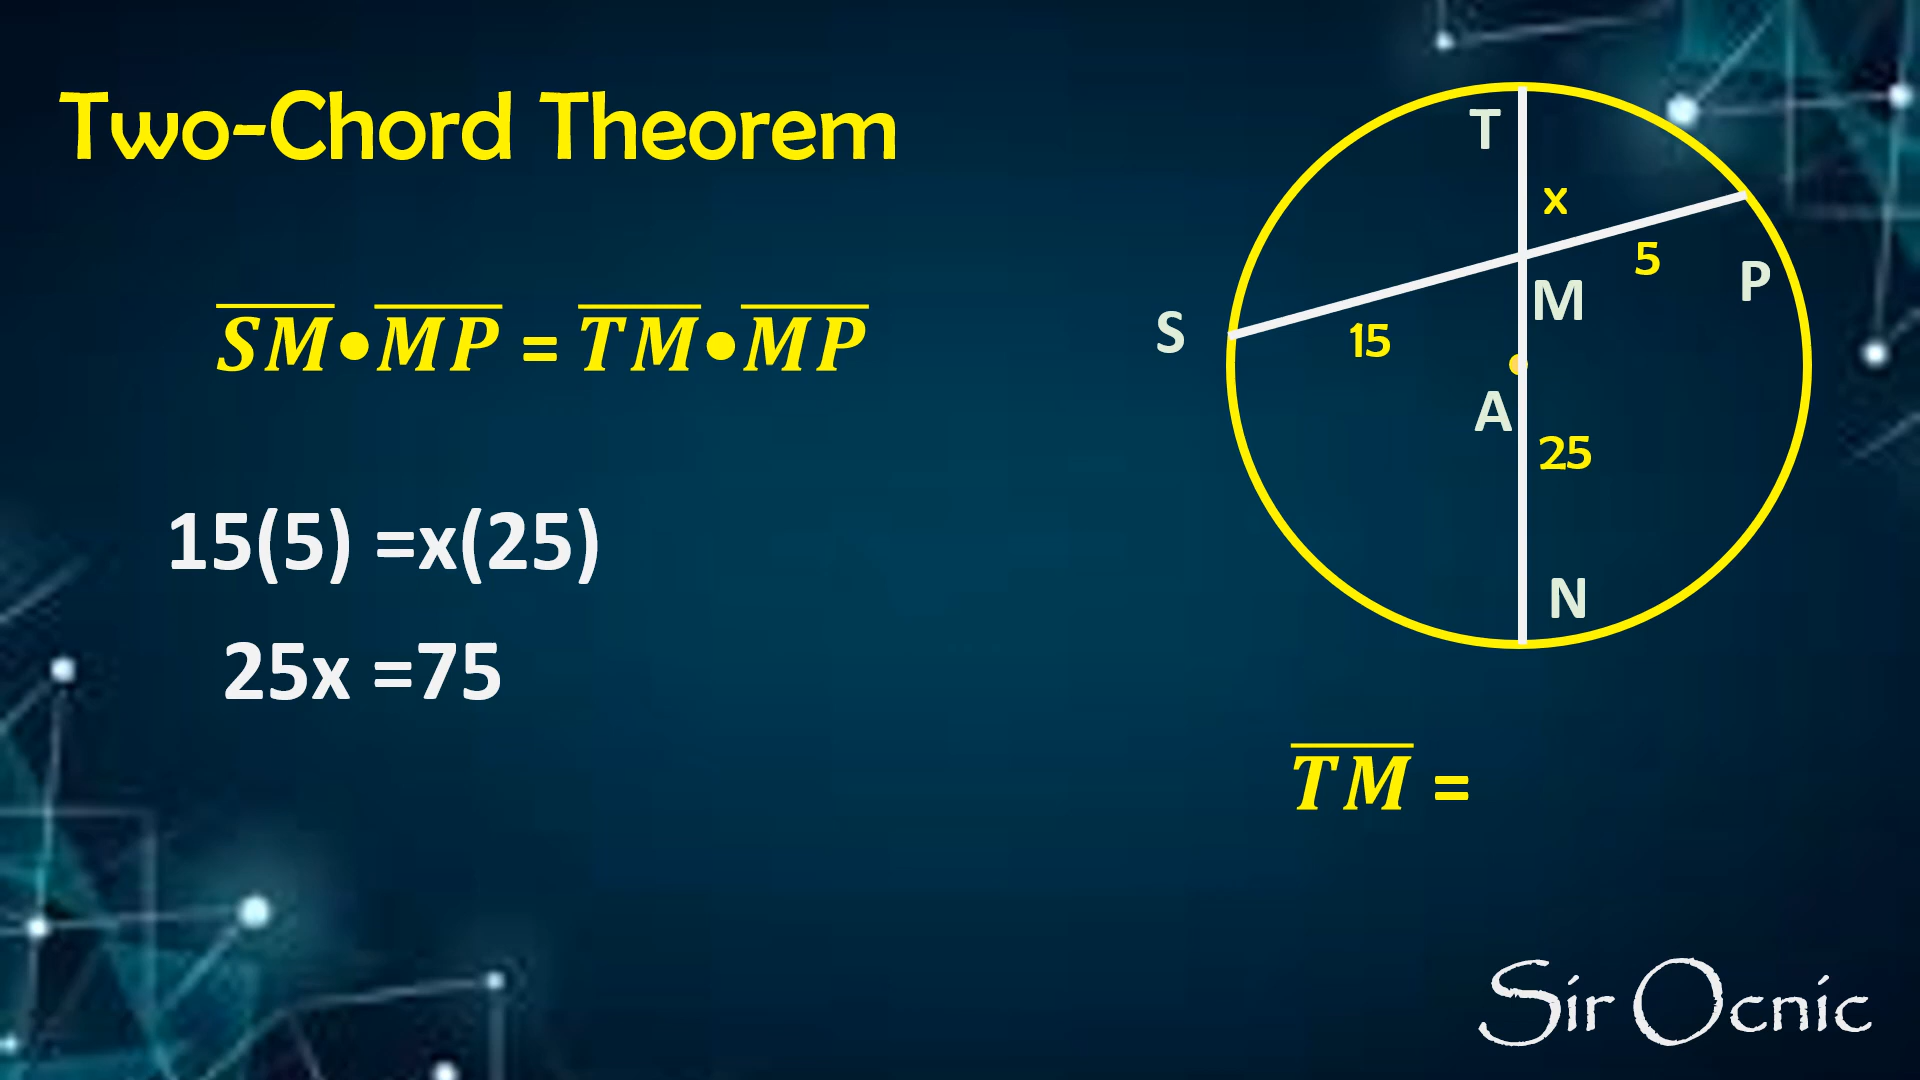 Two-Chord Theorem
SM•MP = TM•MP
15(5) =x(25)
25x =75
T
x
5
P
M
S
15
A
25
N
TM =
Sir Ocnic